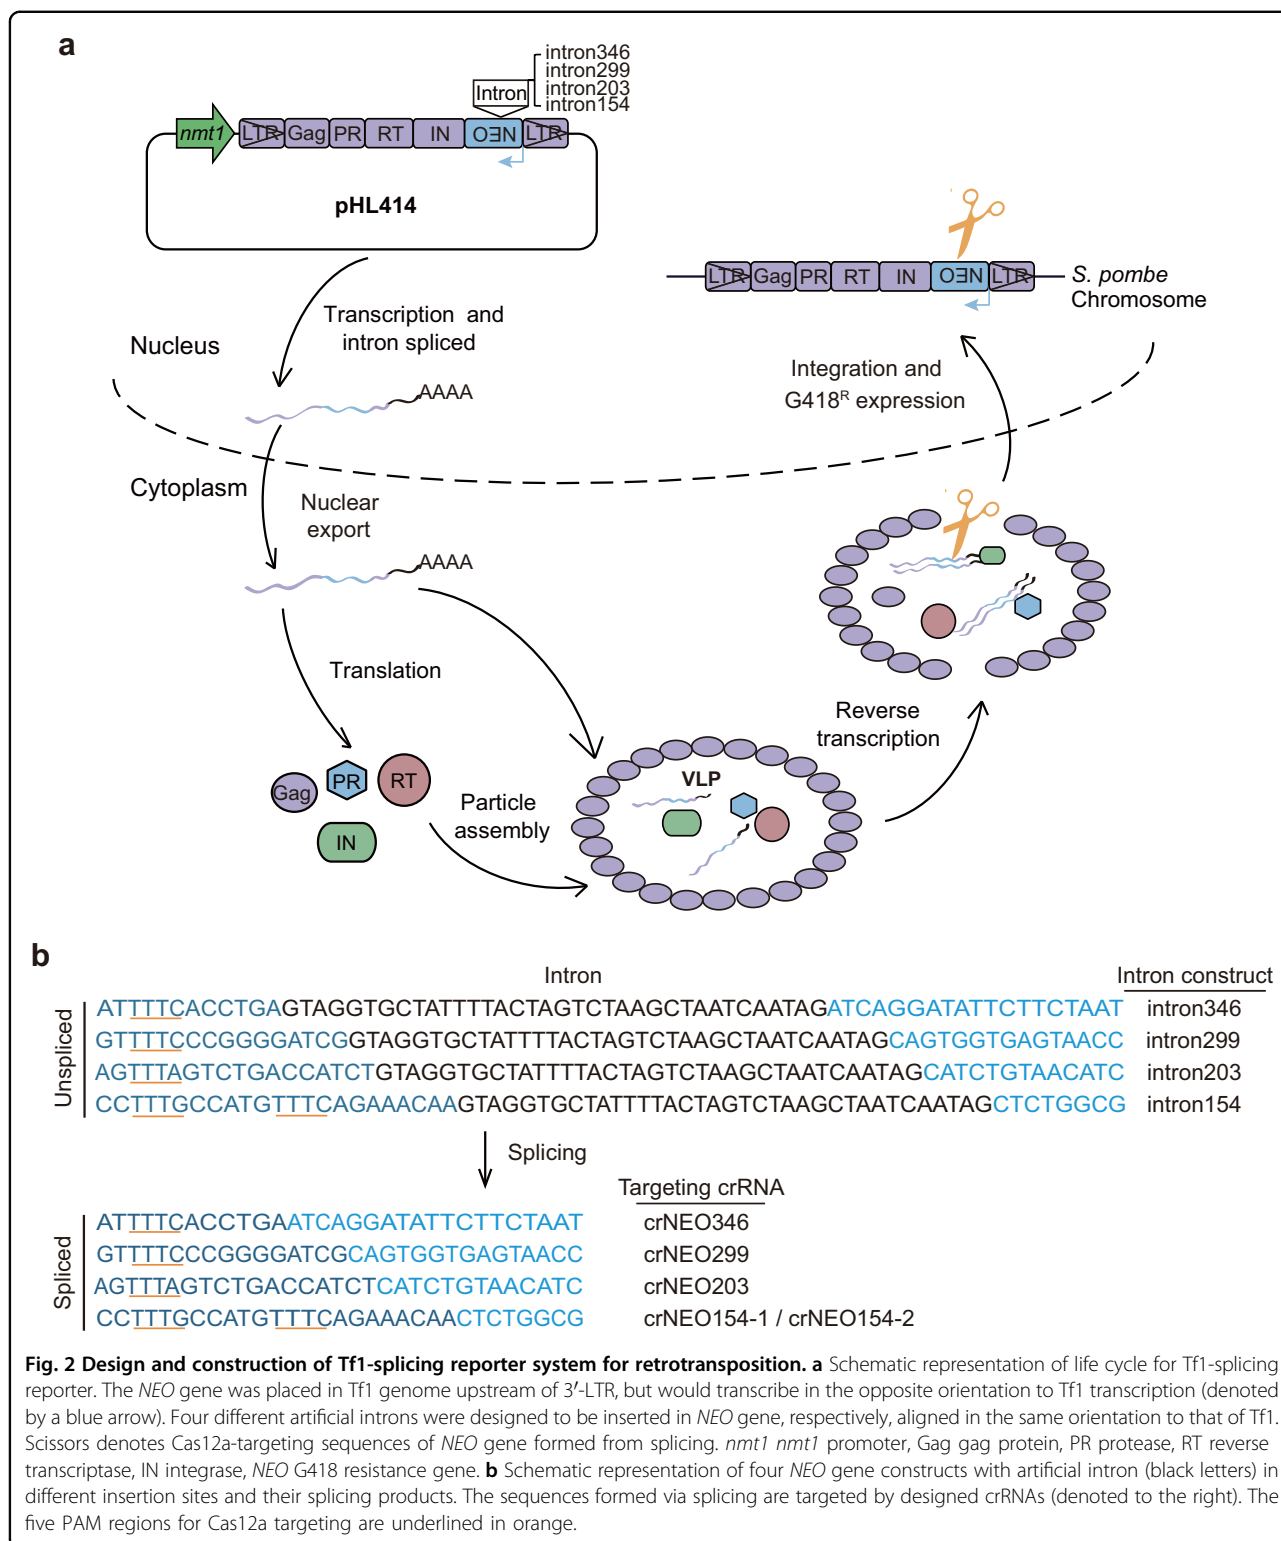 a
intron346
intron299
intron203
intron154
Intron
nmt1
LTR
Gag
PR
RT
IN
NEO
LTR
pHL414
LTR
Gag
PR
RT
IN
NEO
LTR
S. pombe
Chromosome
Transcription and
intron spliced
Nucleus
Integration and
G418ᴿ expression
AAAA
Cytoplasm
Nuclear
export
AAAA
Translation
Reverse
transcription
Gag
PR
RT
IN
Particle
assembly
VLP
b
Intron
Intron construct
Unspliced
ATTTTCACCTGAGTAGGTGCTATTTTACTAGTCTAAGCTAATCAATAGATCAGGATATTCTTCTAAT intron346
GTTTTCCCGGGGATCGGTAGGTGCTATTTTACTAGTCTAAGCTAATCAATAGCAGTGGTGAGTAACC intron299
AGTTTAGTCTGACCATCTGTAGGTGCTATTTTACTAGTCTAAGCTAATCAATAGCATCTGTAACATC intron203
CCTTTGCCATGTTTCAGAAACAAGTAGGTGCTATTTTACTAGTCTAAGCTAATCAATAGCTCTGGCG intron154
Splicing
Targeting crRNA
Spliced
ATTTTCACCTGAATCAGGATATTCTTCTAAT crNEO346
GTTTTCCCGGGGATCGCAGTGGTGAGTAACC crNEO299
AGTTTAGTCTGACCATCTCATCTGTAACATC crNEO203
CCTTTGCCATGTTTCAGAAACAACTCTGGCG crNEO154-1 / crNEO154-2
Fig. 2 Design and construction of Tf1-splicing reporter system for retrotransposition. a Schematic representation of life cycle for Tf1-splicing
reporter. The NEO gene was placed in Tf1 genome upstream of 3′-LTR, but would transcribe in the opposite orientation to Tf1 transcription (denoted
by a blue arrow). Four different artificial introns were designed to be inserted in NEO gene, respectively, aligned in the same orientation to that of Tf1.
Scissors denotes Cas12a-targeting sequences of NEO gene formed from splicing. nmt1 nmt1 promoter, Gag gag protein, PR protease, RT reverse
transcriptase, IN integrase, NEO G418 resistance gene. b Schematic representation of four NEO gene constructs with artificial intron (black letters) in
different insertion sites and their splicing products. The sequences formed via splicing are targeted by designed crRNAs (denoted to the right). The
five PAM regions for Cas12a targeting are underlined in orange.